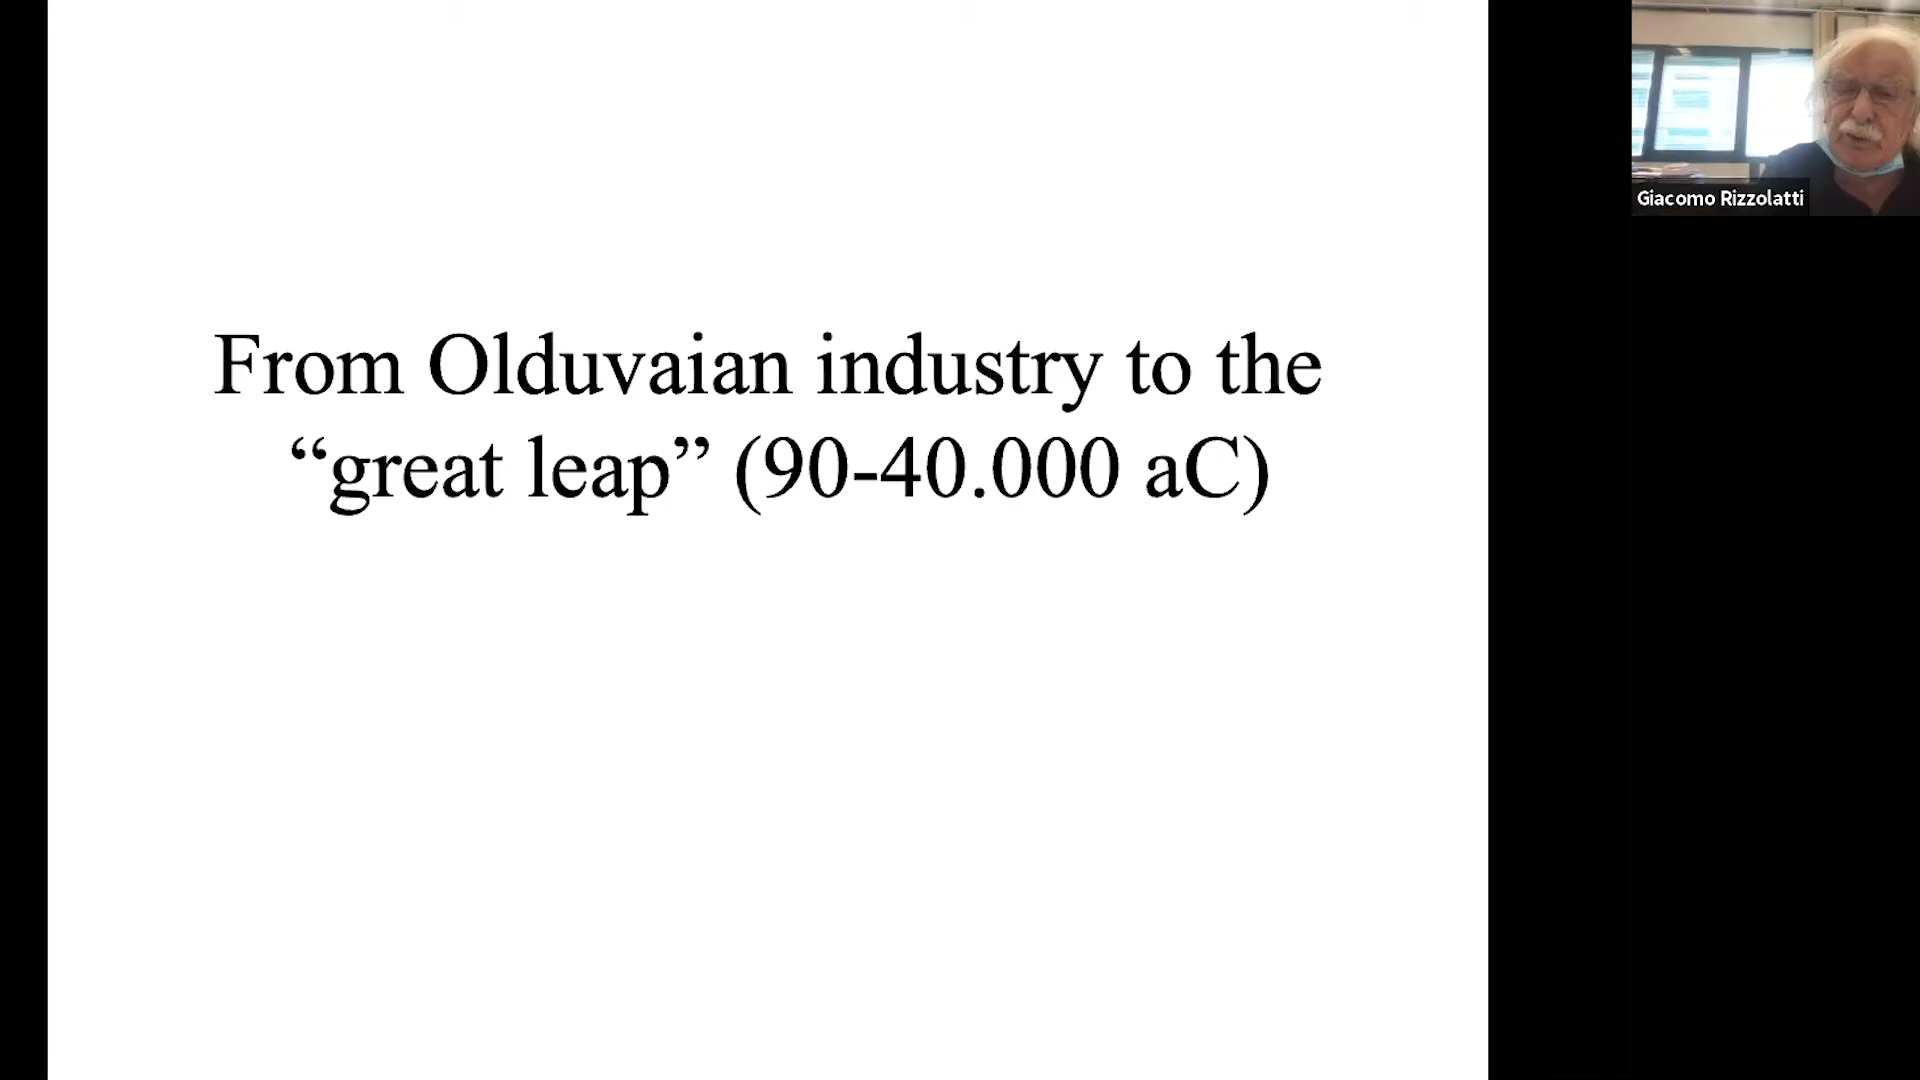 From Olduvaian industry to the
“great leap” (90-40.000 aC)
Giacomo Rizzolatti